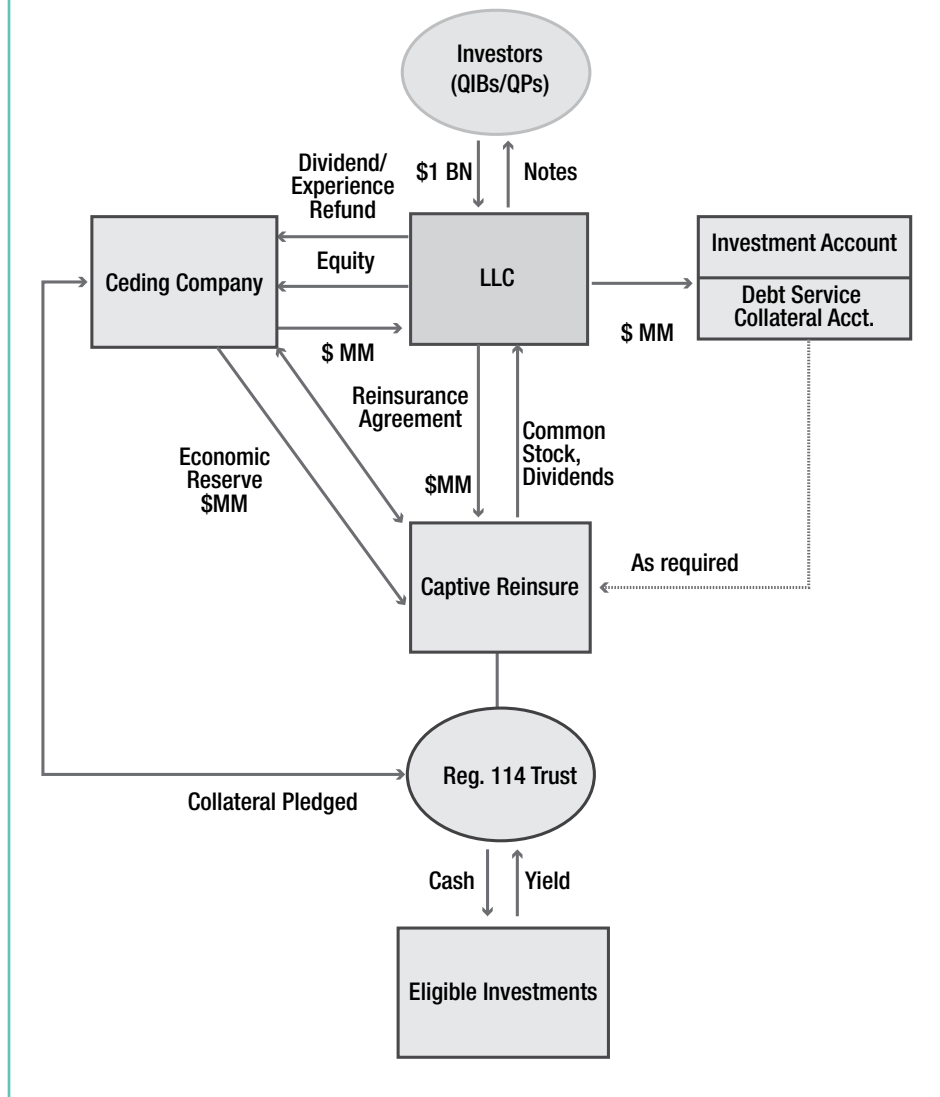 Investors
(QIBs/QPs)
$1 BN
Notes
Dividend/
Experience
Refund
Equity
Ceding Company
LLC
Investment Account
Debt Service
Collateral Acct.
$ MM
$ MM
Reinsurance
Agreement
Common
Stock,
Dividends
Economic
Reserve
$MM
$MM
As required
Captive Reinsure
Reg. 114 Trust
Collateral Pledged
Cash
Yield
Eligible Investments